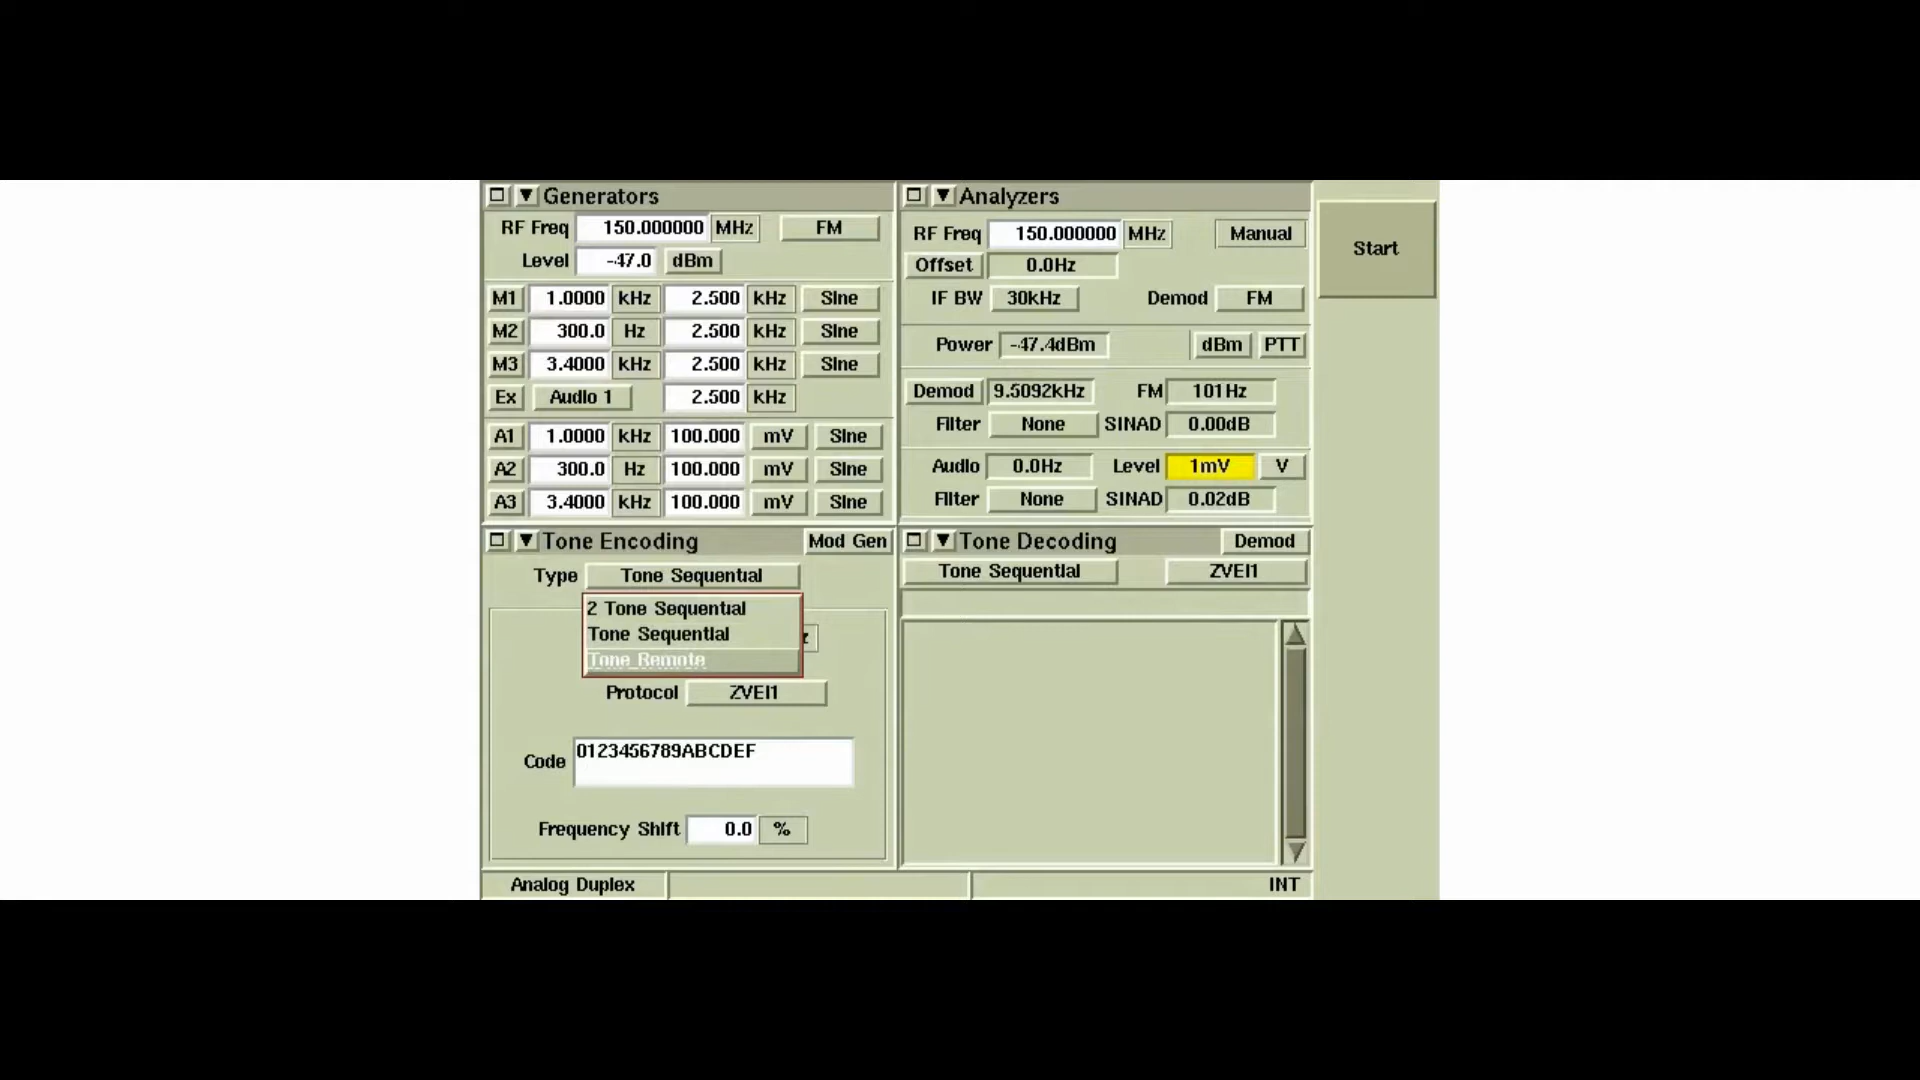 Generators
RF Freq 150.000000 MHz FM
Level -47.0 dBm
M1 1.0000 kHz 2.500 kHz Sine
M2 300.0 Hz 2.500 kHz Sine
M3 3.4000 kHz 2.500 kHz Sine
Ex Audio 1 2.500 kHz
A1 1.0000 kHz 100.000 mV Sine
A2 300.0 Hz 100.000 mV Sine
A3 3.4000 kHz 100.000 mV Sine
Analyzers
RF Freq 150.000000 MHz Manual
Offset 0.0Hz
IF BW 30kHz Demod FM
Power -47.4dBm dBm PTT
Demod 9.5092kHz FM 101Hz
Filter None SINAD 0.00dB
Audio 0.0Hz Level 1mV V
Filter None SINAD 0.02dB
Start
Tone Encoding Mod Gen
Type Tone Sequential
2 Tone Sequential
Tone Sequential
Tone Remote
Protocol ZVEI1
Code 0123456789ABCDEF
Frequency Shift 0.0 %
Tone Decoding Demod
Tone Sequential ZVEI1
Analog Duplex INT